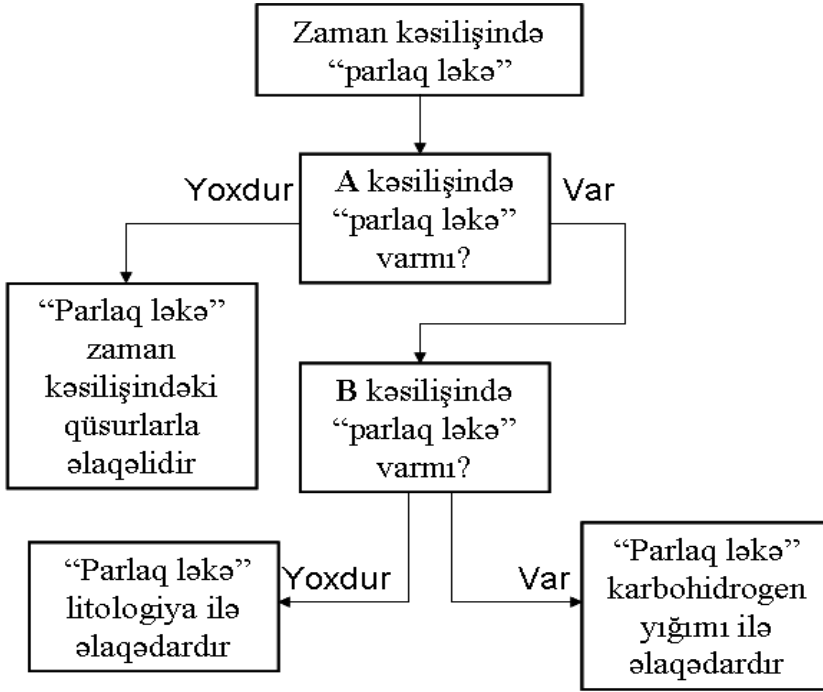 Zaman kəsilişində
“parlaq ləkə”
Yoxdur
A kəsilişində
“parlaq ləkə”
varmı?
Var
“Parlaq ləkə”
zaman
kəsilişindəki
qüsurlarla
əlaqəlidir
B kəsilişində
“parlaq ləkə”
varmı?
“Parlaq ləkə”
litologiya ilə
əlaqədardır
Yoxdur
Var
“Parlaq ləkə”
karbohidrogen
yığımı ilə
əlaqədardır